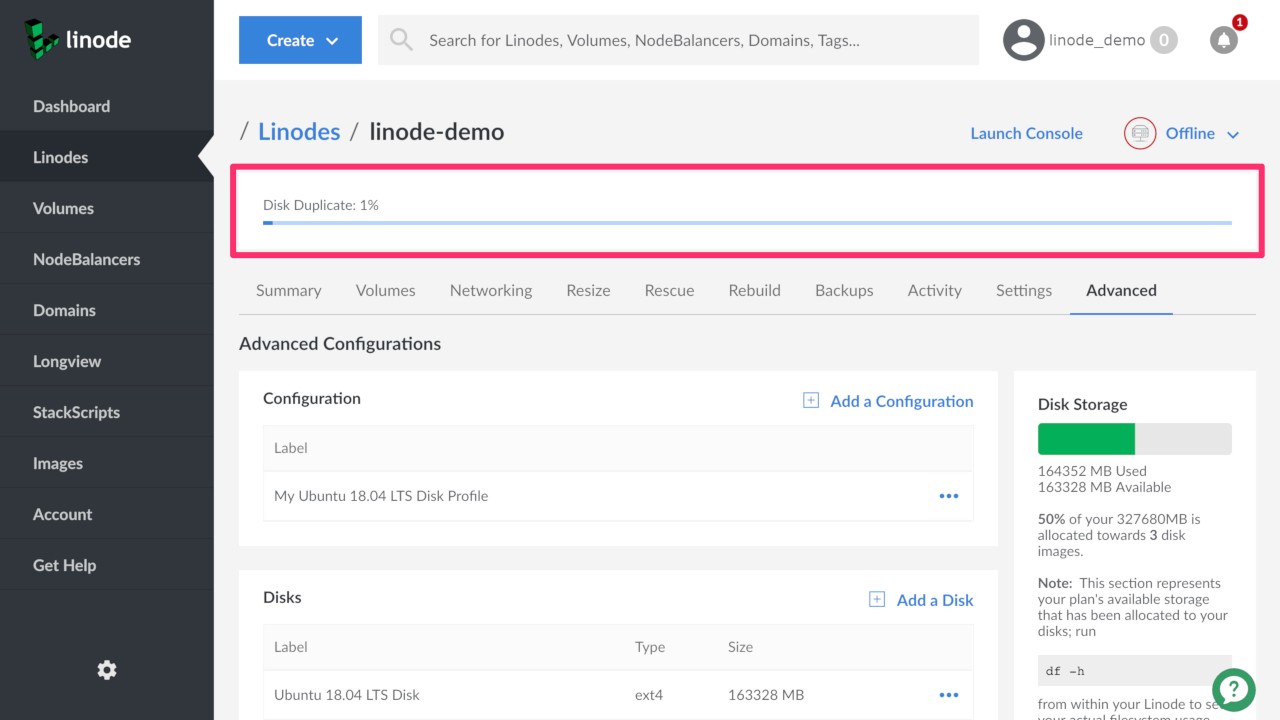 linode
Create
Search for Linodes, Volumes, NodeBalancers, Domains, Tags...
linode_demo 0
1
Dashboard
Linodes
Volumes
NodeBalancers
Domains
Longview
StackScripts
Images
Account
Get Help
/ Linodes / linode-demo
Launch Console
Offline
Disk Duplicate: 1%
Summary Volumes Networking Resize Rescue Rebuild Backups Activity Settings Advanced
Advanced Configurations
Configuration
Add a Configuration
Label
My Ubuntu 18.04 LTS Disk Profile
Disks
Add a Disk
Label Type Size
Ubuntu 18.04 LTS Disk ext4 163328 MB
Disk Storage
164352 MB Used
163328 MB Available
50% of your 327680MB is
allocated towards 3 disk
images.
Note: This section represents
your plan's available storage
that has been allocated to your
disks; run
df -h
?
from within your Linode to
your actual filesystem usage